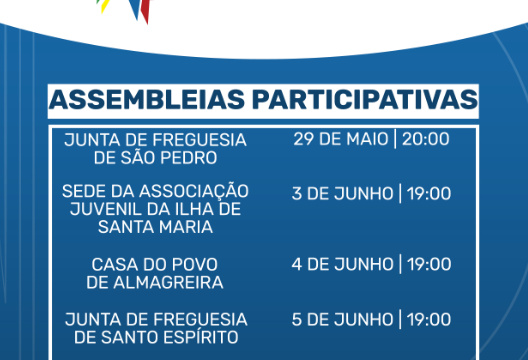 ASSEMBLEIAS PARTICIPATIVAS
JUNTA DE FREGUESIA
DE SÃO PEDRO
29 DE MAIO | 20:00
SEDE DA ASSOCIAÇÃO
JUVENIL DA ILHA DE
SANTA MARIA
3 DE JUNHO | 19:00
CASA DO POVO
DE ALMAGREIRA
4 DE JUNHO | 19:00
JUNTA DE FREGUESIA
DE SANTO ESPÍRITO
5 DE JUNHO | 19:00